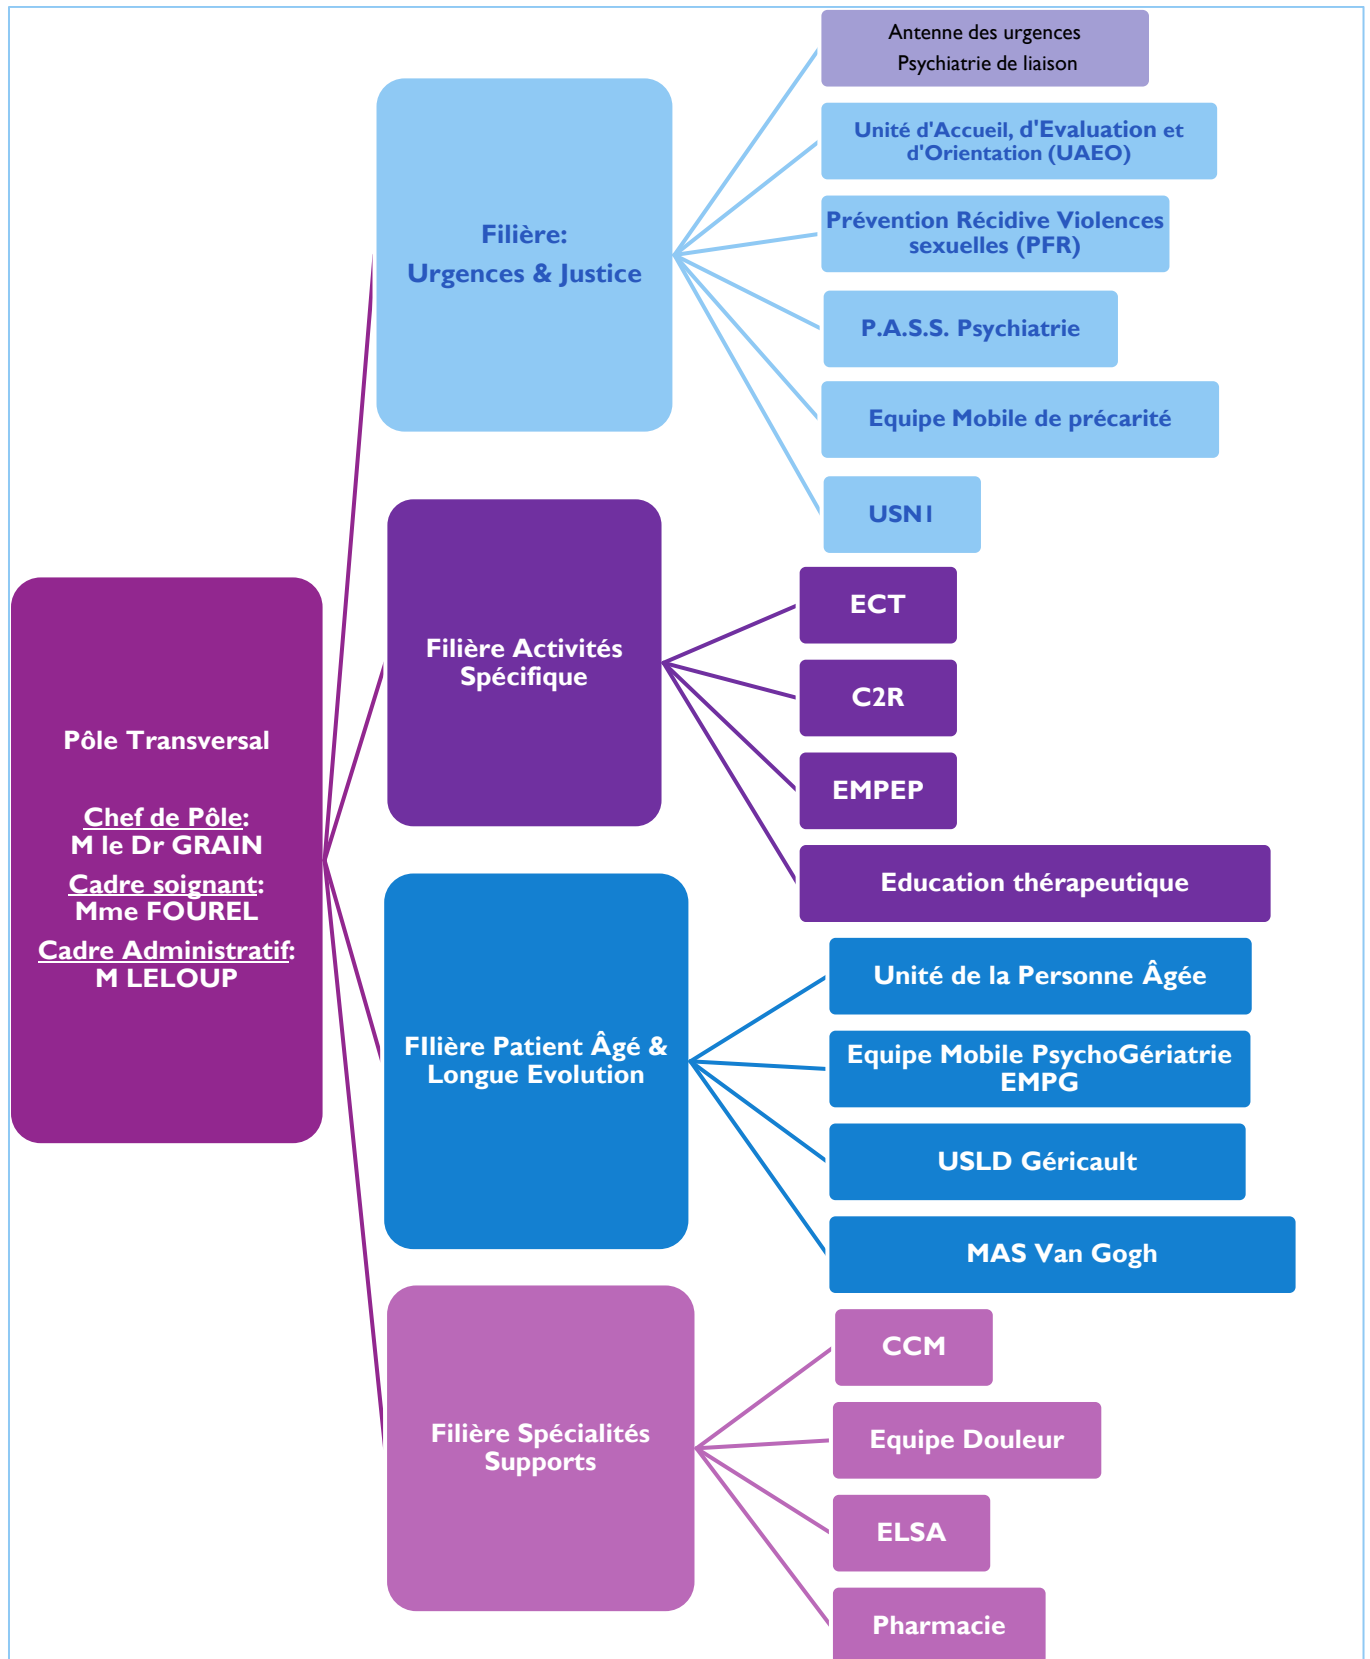 Pôle Transversal
Chef de Pôle:
M le Dr GRAIN
Cadre soignant:
Mme FOUREL
Cadre Administratif:
M LELOUP
Filière:
Urgences & Justice
Antenne des urgences
Psychiatrie de liaison
Unité d'Accueil, d'Evaluation et
d'Orientation (UAEO)
Prévention Récidive Violences
sexuelles (PFR)
P.A.S.S. Psychiatrie
Equipe Mobile de précarité
USN1
Filière Activités
Spécifique
ECT
C2R
EMPEP
Education thérapeutique
FIlière Patient Âgé &
Longue Evolution
Unité de la Personne Âgée
Equipe Mobile PsychoGériatrie
EMPG
USLD Géricault
MAS Van Gogh
Filière Spécialités
Supports
CCM
Equipe Douleur
ELSA
Pharmacie